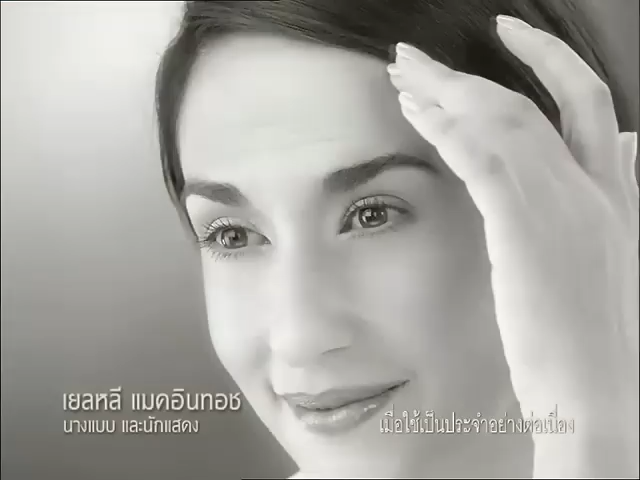 เยลหลี แมคอินทอช
นางแบบ และนักแสดง
เมื่อใช้เป็นประจำอย่างต่อเนื่อง